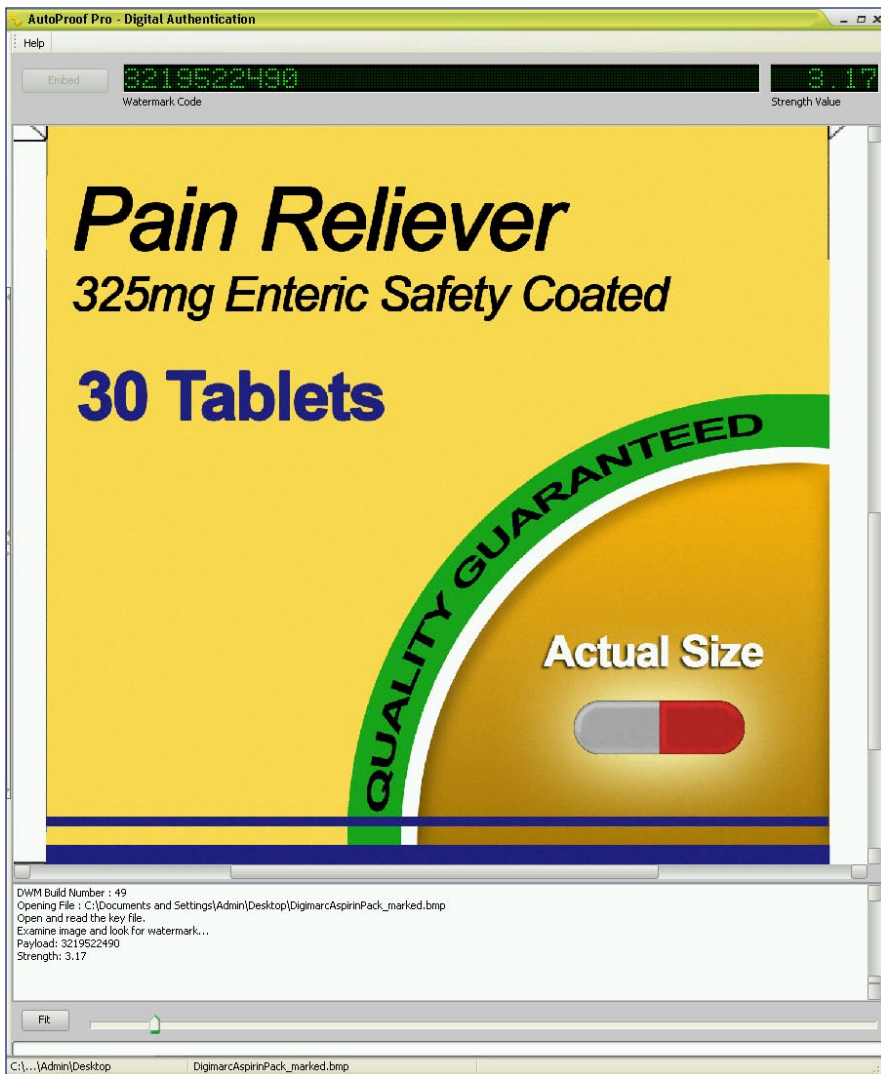 AutoProof Pro - Digital Authentication
Help
Embed
3219522490
3.17
Watermark Code
Strength Value
Pain Reliever
325mg Enteric Safety Coated
30 Tablets
QUALITY GUARANTEED
Actual Size
DWM Build Number : 49
Opening File : C:\Documents and Settings\Admin\Desktop\DigimarcAspirinPack_marked.bmp
Open and read the key file.
Examine image and look for watermark...
Payload: 3219522490
Strength: 3.17
Fit
C:\...\Admin\Desktop
DigimarcAspirinPack_marked.bmp